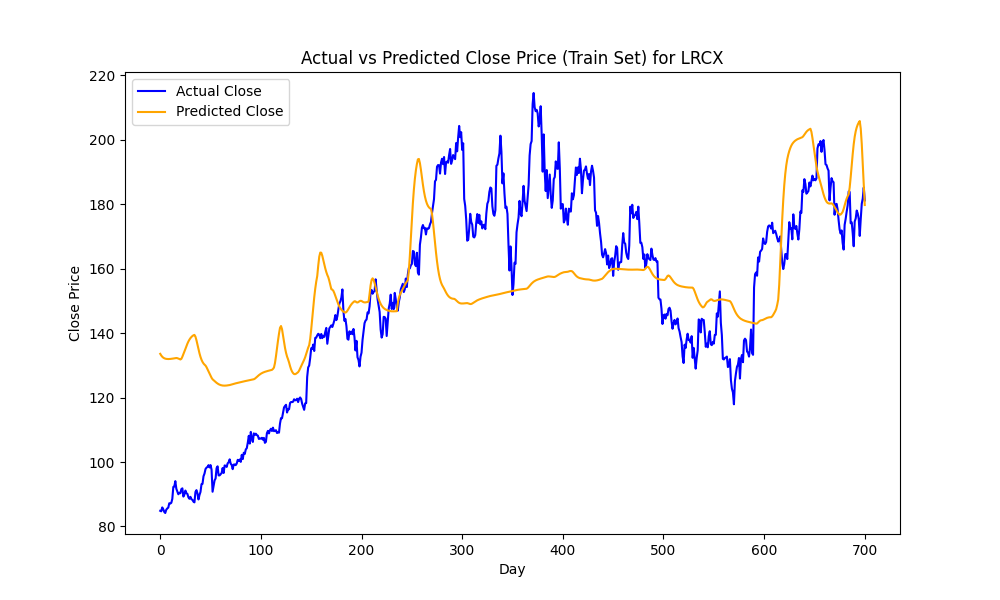 Actual vs Predicted Close Price (Train Set) for LRCX
Actual Close
Predicted Close
Close Price
220
200
180
160
140
120
100
80
0 100 200 300 400 500 600 700
Day